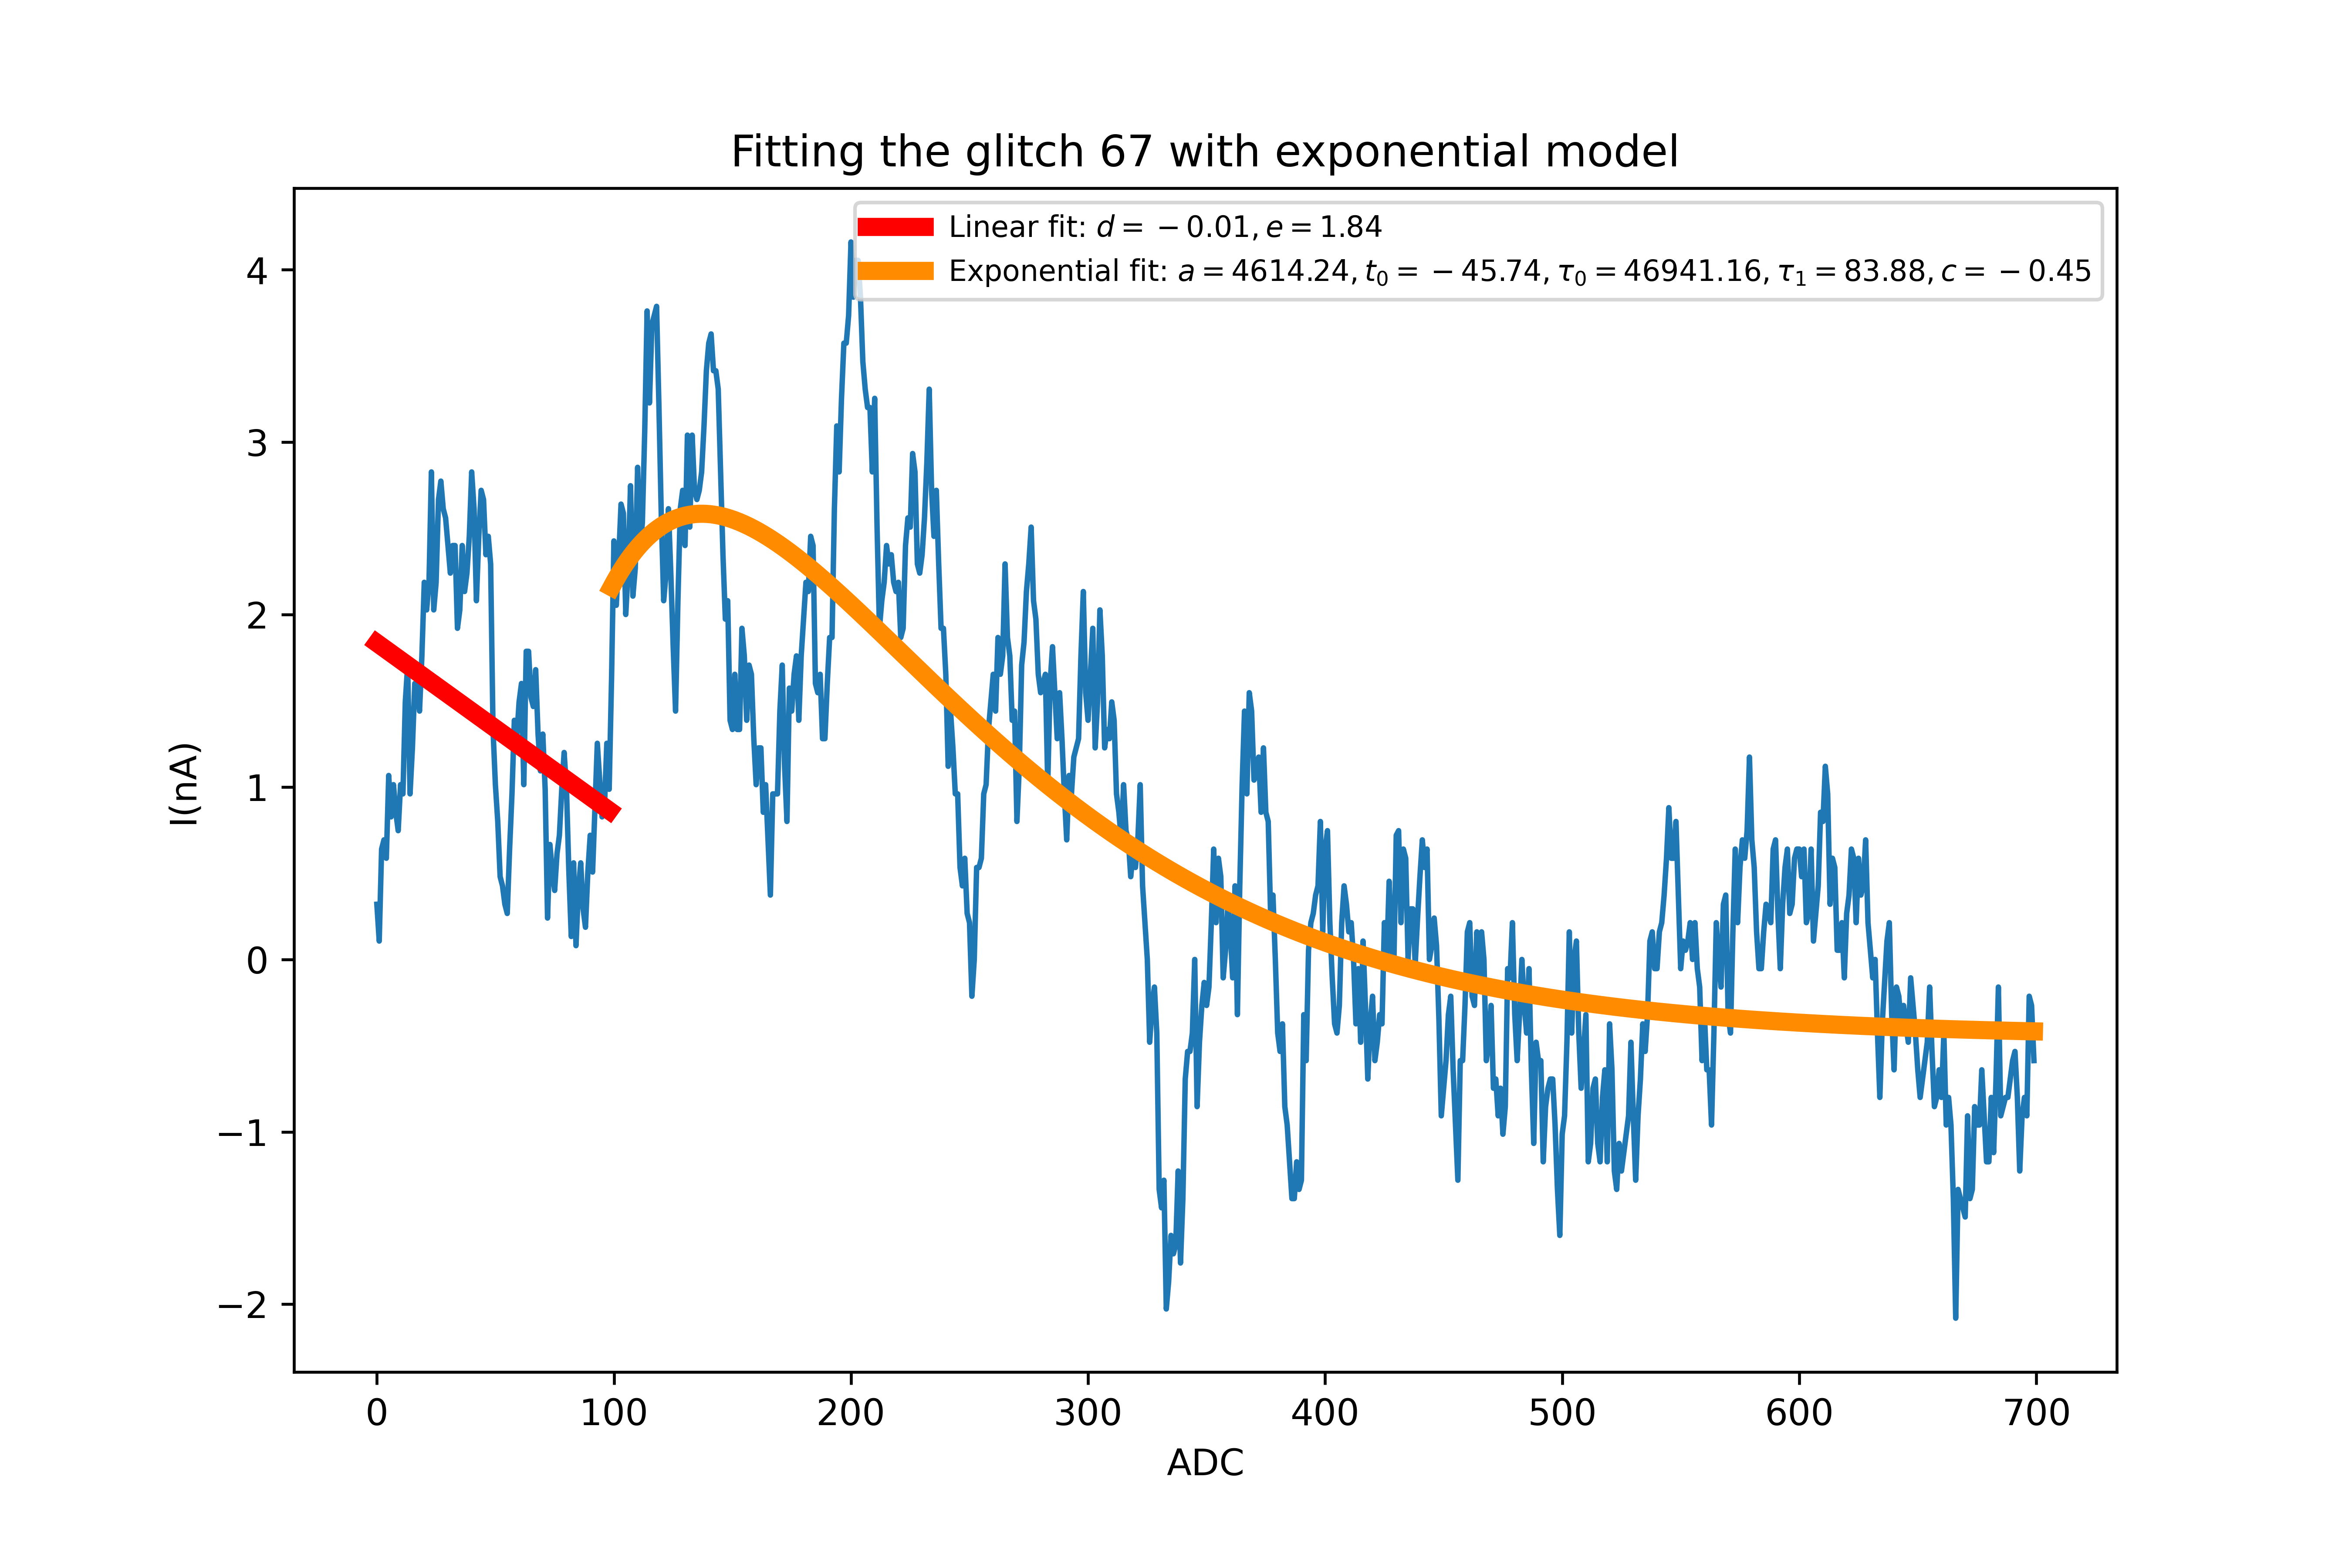 Fitting the glitch 67 with exponential model
Linear fit: d = −0.01, e = 1.84
Exponential fit: a = 4614.24, t₀ = −45.74, τ₀ = 46941.16, τ₁ = 83.88, c = −0.45
4
3
2
1
0
−1
−2
I(nA)
0 100 200 300 400 500 600 700
ADC